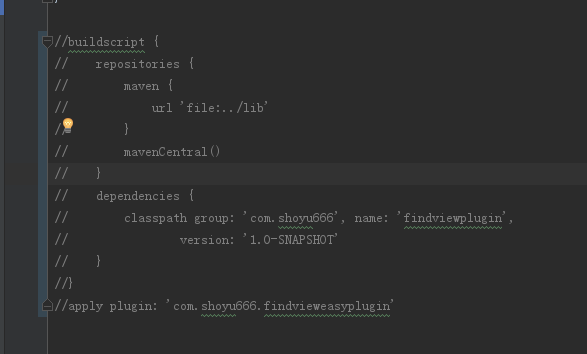 //buildscript {
//    repositories {
//        maven {
//            url 'file:../lib'
//        }
//        mavenCentral()
//    }
//    dependencies {
//        classpath group: 'com.shoyu666', name: 'findviewplugin',
//                version: '1.0-SNAPSHOT'
//    }
//}
//apply plugin: 'com.shoyu666.findvieweasyplugin'